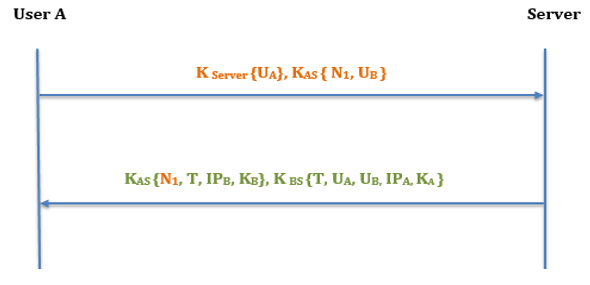 User A Server
K Server {UA}, KAS { N1, UB }
KAS {N1, T, IPB, KB}, K BS {T, UA, UB, IPA, KA }